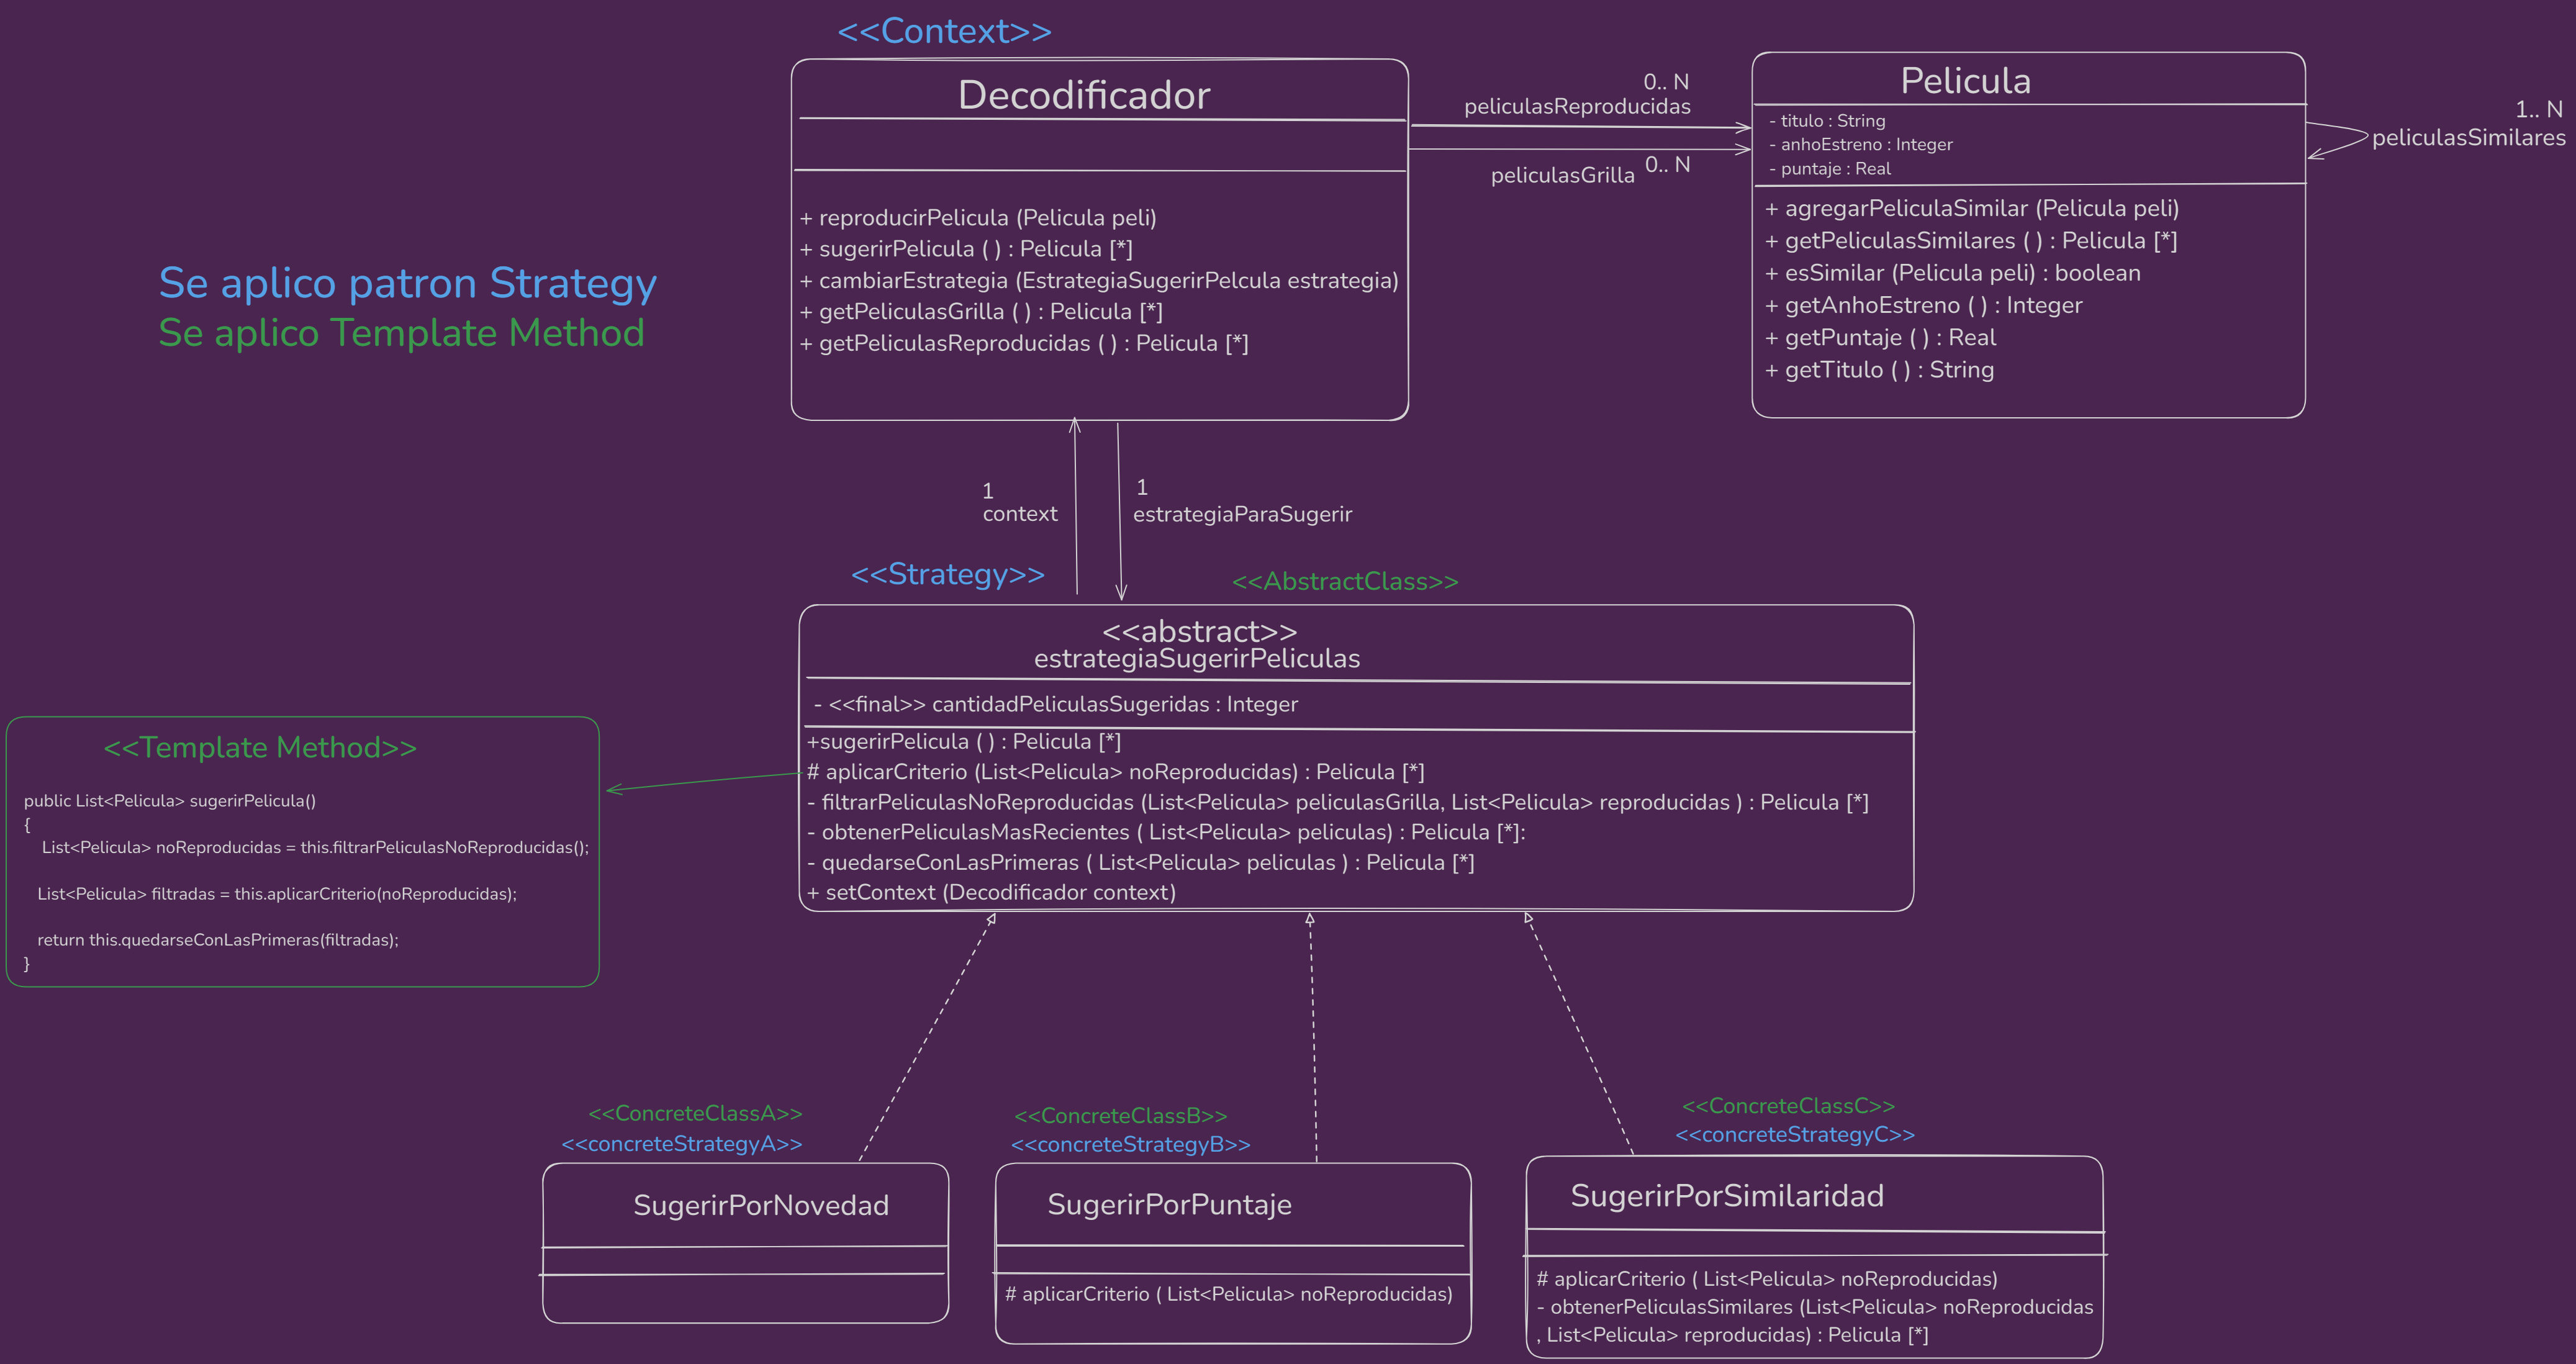 <<Context>>
Decodificador
+ reproducirPelicula (Pelicula peli)
+ sugerirPelicula ( ) : Pelicula [*]
+ cambiarEstrategia (EstrategiaSugerirPelcula estrategia)
+ getPeliculasGrilla ( ) : Pelicula [*]
+ getPeliculasReproducidas ( ) : Pelicula [*]
0.. N
peliculasReproducidas
0.. N
peliculasGrilla
Pelicula
- titulo : String
- anhoEstreno : Integer
- puntaje : Real
+ agregarPeliculaSimilar (Pelicula peli)
+ getPeliculasSimilares ( ) : Pelicula [*]
+ esSimilar (Pelicula peli) : boolean
+ getAnhoEstreno ( ) : Integer
+ getPuntaje ( ) : Real
+ getTitulo ( ) : String
1.. N
peliculasSimilares
Se aplico patron Strategy
Se aplico Template Method
1
context
1
estrategiaParaSugerir
<<Strategy>>
<<AbstractClass>>
<<abstract>>
estrategiaSugerirPeliculas
- <<final>> cantidadPeliculasSugeridas : Integer
+sugerirPelicula ( ) : Pelicula [*]
# aplicarCriterio (List<Pelicula> noReproducidas) : Pelicula [*]
- filtrarPeliculasNoReproducidas (List<Pelicula> peliculasGrilla, List<Pelicula> reproducidas ) : Pelicula [*]
- obtenerPeliculasMasRecientes ( List<Pelicula> peliculas) : Pelicula [*]:
- quedarseConLasPrimeras ( List<Pelicula> peliculas ) : Pelicula [*]
+ setContext (Decodificador context)
<<Template Method>>
public List<Pelicula> sugerirPelicula()
{
List<Pelicula> noReproducidas = this.filtrarPeliculasNoReproducidas();
List<Pelicula> filtradas = this.aplicarCriterio(noReproducidas);
return this.quedarseConLasPrimeras(filtradas);
}
<<ConcreteClassA>>
<<concreteStrategyA>>
SugerirPorNovedad
<<ConcreteClassB>>
<<concreteStrategyB>>
SugerirPorPuntaje
# aplicarCriterio ( List<Pelicula> noReproducidas)
<<ConcreteClassC>>
<<concreteStrategyC>>
SugerirPorSimilaridad
# aplicarCriterio ( List<Pelicula> noReproducidas)
- obtenerPeliculasSimilares (List<Pelicula> noReproducidas
, List<Pelicula> reproducidas) : Pelicula [*]